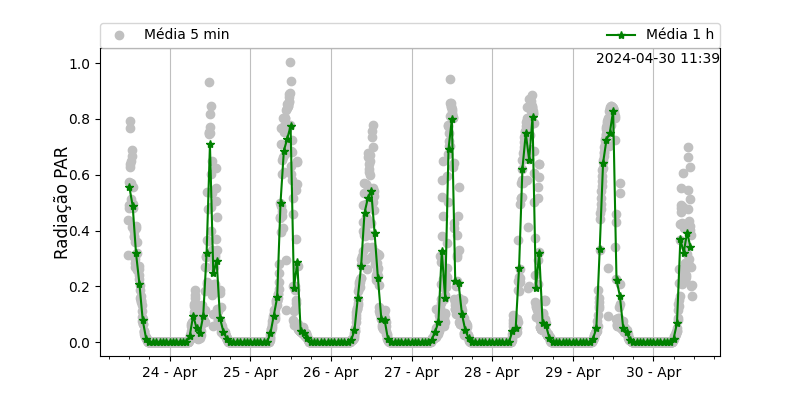 Média 5 min
Média 1 h
2024-04-30 11:39
1.0
0.8
0.6
0.4
0.2
0.0
Radiação PAR
24 - Apr
25 - Apr
26 - Apr
27 - Apr
28 - Apr
29 - Apr
30 - Apr